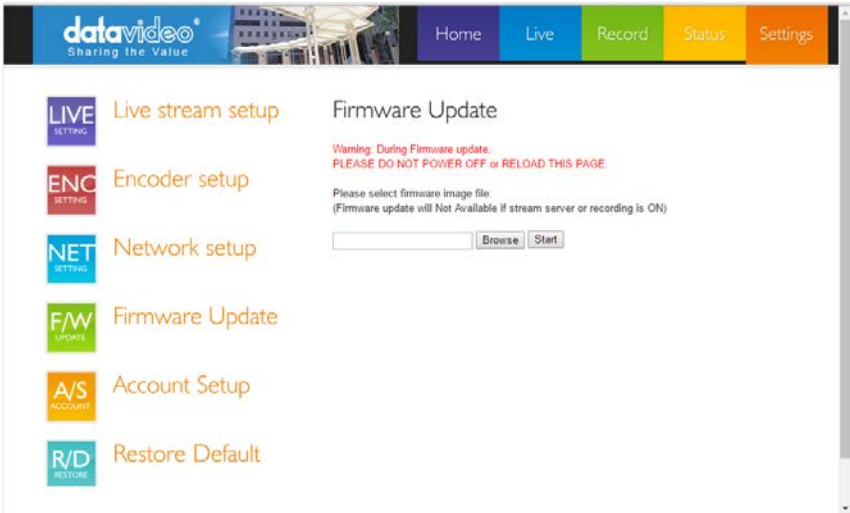 datavideo®
Sharing the Value
Home
Live
Record
Status
Settings
LIVE
SETTING
Live stream setup
ENC
SETTING
Encoder setup
NET
SETTING
Network setup
F/W
UPDATE
Firmware Update
A/S
ACCOUNT
Account Setup
R/D
RESTORE
Restore Default
Firmware Update
Warning: During Firmware update.
PLEASE DO NOT POWER OFF or RELOAD THIS PAGE.
Please select firmware image file:
(Firmware update will Not Available if stream server or recording is ON)
Browse
Start